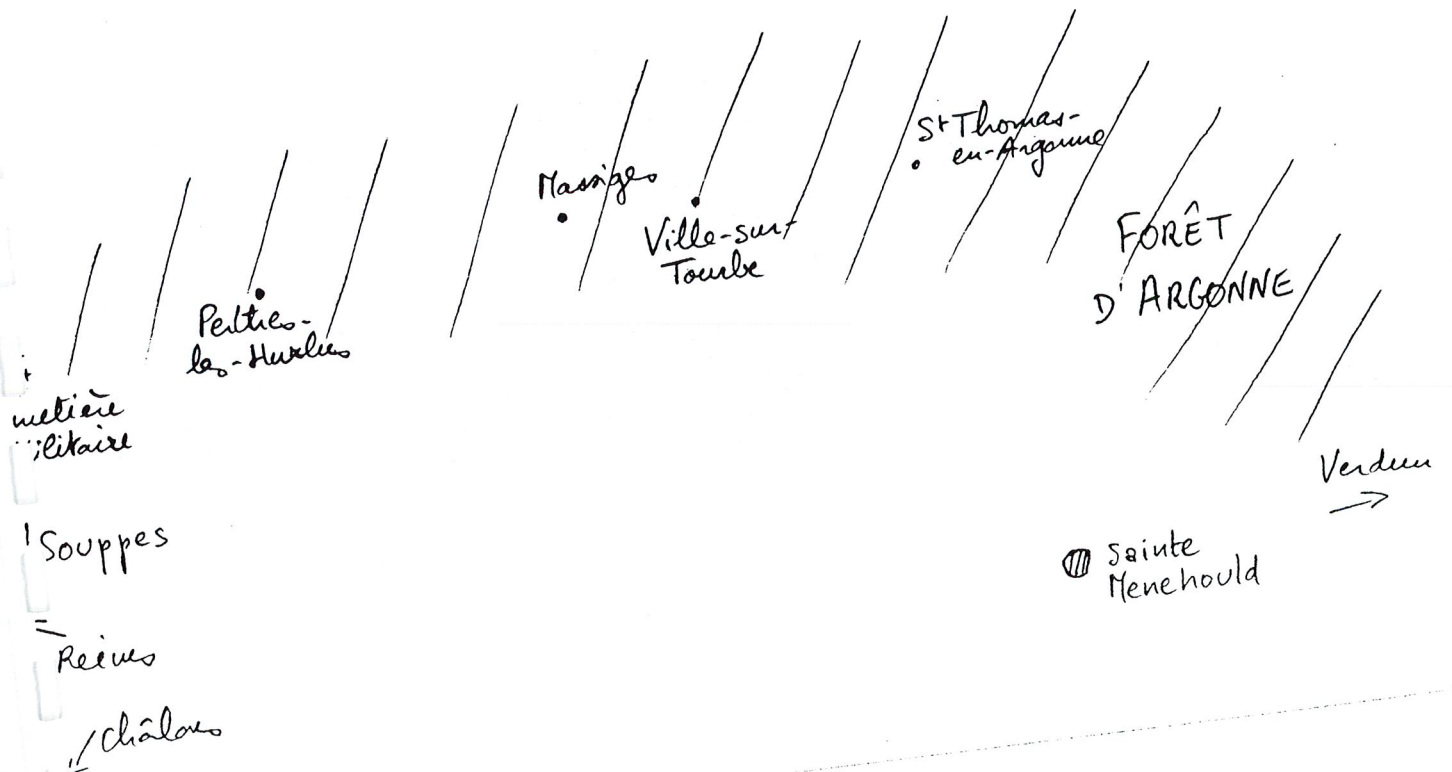 St Thomas-
en-Argonne
Massiges
Ville-sur-
Tourbe
FORÊT
D'ARGONNE
Perthes-
les-Hurlus
metière
ilitaire
Verdun
Souppes
Sainte
Menehould
Reims
Châlons